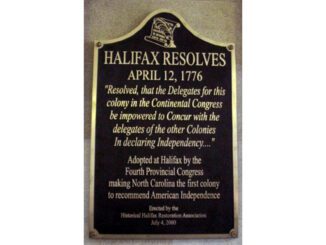 HALIFAX RESOLVES
APRIL 12, 1776
"Resolved, that the Delegates for this
colony in the Continental Congress
be impowered to Concur with the
delegates of the other Colonies
In declaring Independency...."
Adopted at Halifax by the
Fourth Provincial Congress
making North Carolina the first colony
to recommend American Independence
Erected by the
Historical Halifax Restoration Association
July 4, 2000